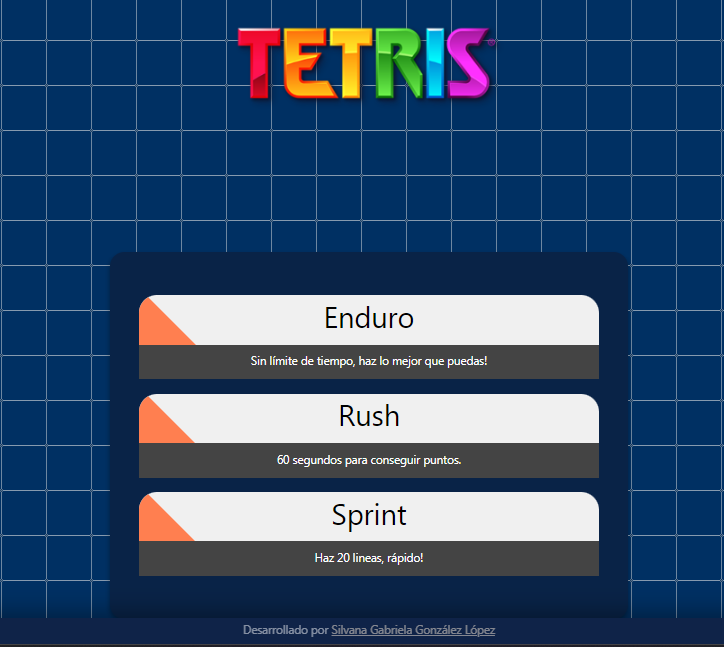 TETRIS®
Enduro
Sin límite de tiempo, haz lo mejor que puedas!
Rush
60 segundos para conseguir puntos.
Sprint
Haz 20 lineas, rápido!
Desarrollado por Silvana Gabriela González López